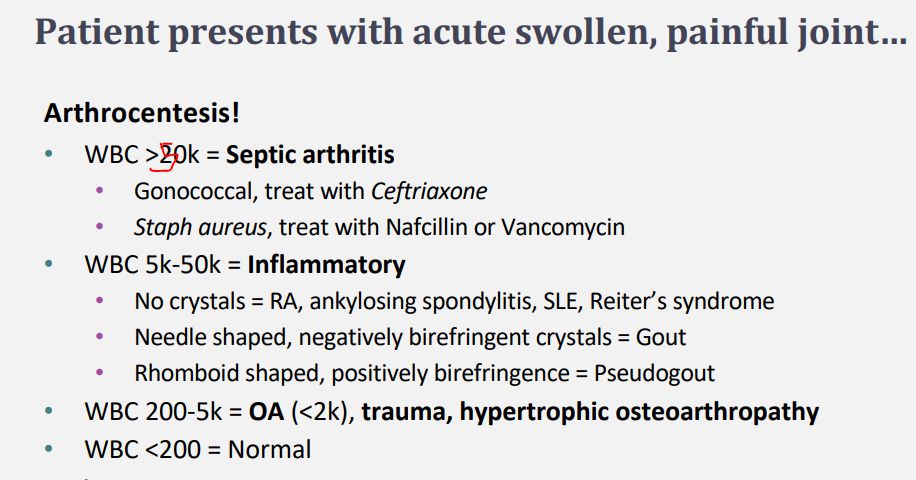 Patient presents with acute swollen, painful joint...
Arthrocentesis!
• WBC >50k = Septic arthritis
• Gonococcal, treat with Ceftriaxone
• Staph aureus, treat with Nafcillin or Vancomycin
• WBC 5k-50k = Inflammatory
• No crystals = RA, ankylosing spondylitis, SLE, Reiter's syndrome
• Needle shaped, negatively birefringent crystals = Gout
• Rhomboid shaped, positively birefringence = Pseudogout
• WBC 200-5k = OA (<2k), trauma, hypertrophic osteoarthropathy
• WBC <200 = Normal